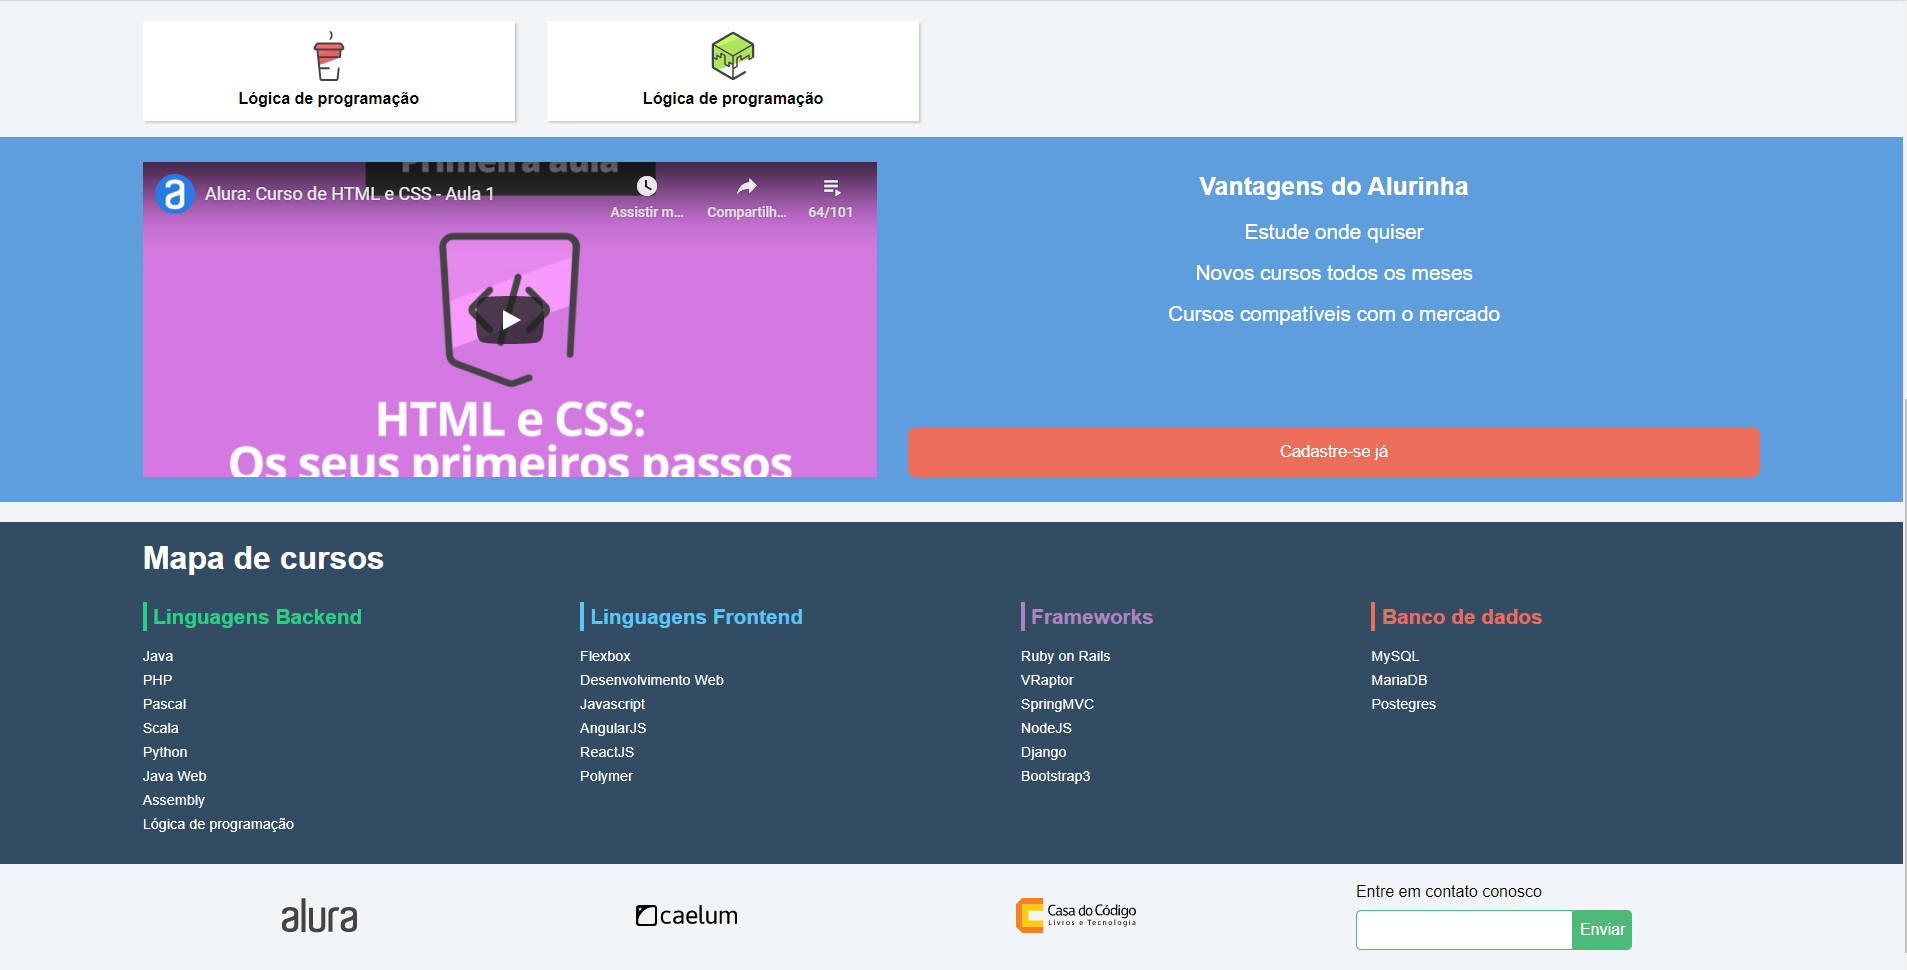 Lógica de programação
Lógica de programação
Primeira aula
Alura: Curso de HTML e CSS - Aula 1
Assistir m...
Compartilh...
64/101
HTML e CSS:
Os seus primeiros passos
Vantagens do Alurinha
Estude onde quiser
Novos cursos todos os meses
Cursos compatíveis com o mercado
Cadastre-se já
Mapa de cursos
Linguagens Backend
Java
PHP
Pascal
Scala
Python
Java Web
Assembly
Lógica de programação
Linguagens Frontend
Flexbox
Desenvolvimento Web
Javascript
AngularJS
ReactJS
Polymer
Frameworks
Ruby on Rails
VRaptor
SpringMVC
NodeJS
Django
Bootstrap3
Banco de dados
MySQL
MariaDB
Postegres
alura
caelum
Casa do Código
Livros e Tecnologia
Entre em contato conosco
Enviar